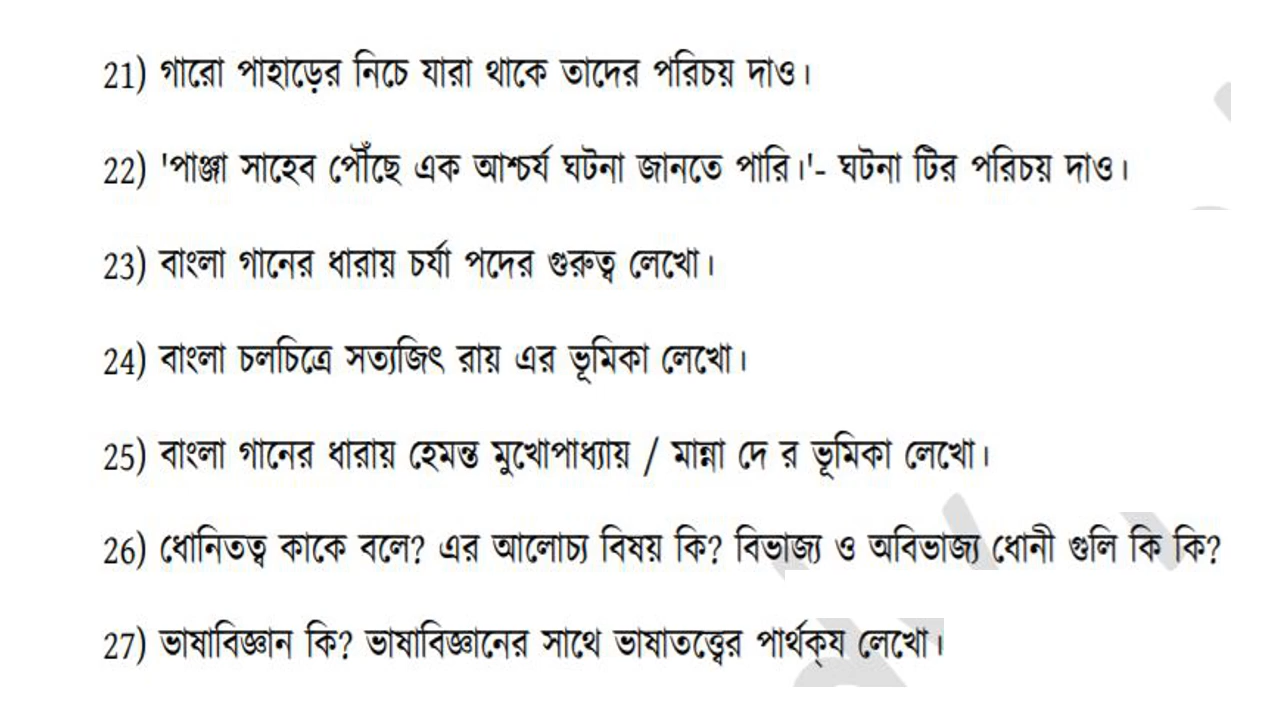 21) গারো পাহাড়ের নিচে যারা থাকে তাদের পরিচয় দাও।
22) 'পাঞ্জা সাহেব পৌঁছে এক আশ্চর্য ঘটনা জানতে পারি।'- ঘটনা টির পরিচয় দাও।
23) বাংলা গানের ধারায় চর্যা পদের গুরুত্ব লেখো।
24) বাংলা চলচিত্রে সত্যজিৎ রায় এর ভূমিকা লেখো।
25) বাংলা গানের ধারায় হেমন্ত মুখোপাধ্যায় / মান্না দে র ভূমিকা লেখো।
26) ধোনিতত্ব কাকে বলে? এর আলোচ্য বিষয় কি? বিভাজ্য ও অবিভাজ্য ধোনী গুলি কি কি?
27) ভাষাবিজ্ঞান কি? ভাষাবিজ্ঞানের সাথে ভাষাতত্ত্বের পার্থক্‌য লেখো।